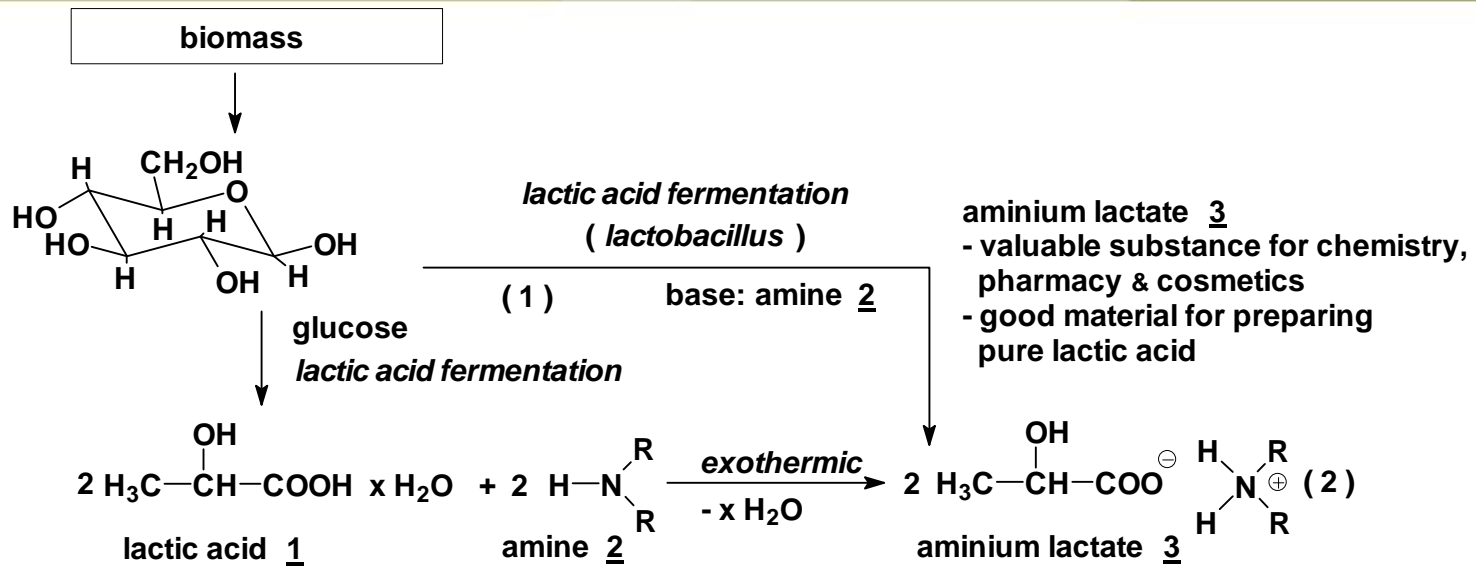 biomass
H
CH₂OH
O
HO
H
H
HO
OH
H
OH
H
glucose
lactic acid fermentation
lactic acid fermentation
( lactobacillus )
( 1 )
base: amine 2
aminium lactate 3
- valuable substance for chemistry,
pharmacy & cosmetics
- good material for preparing
pure lactic acid
OH
2 H₃C—CH—COOH x H₂O + 2 H—N
R
R
exothermic
- x H₂O
OH
2 H₃C—CH—COO ⊖
H
R
N ⊕ ( 2 )
H
R
lactic acid 1
amine 2
aminium lactate 3